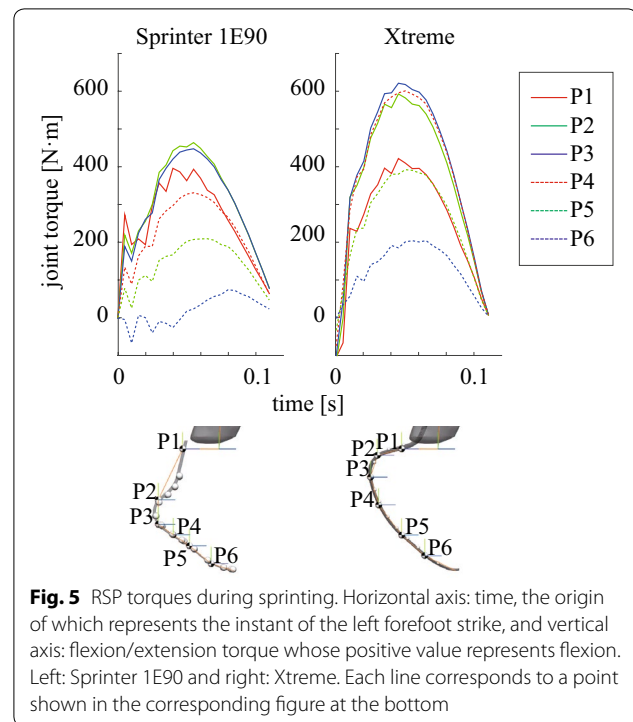 Sprinter 1E90
Xtreme
joint torque [N·m]
600
400
200
0
600
400
200
0
0
0.1
0
0.1
time [s]
P1
P2
P3
P4
P5
P6
P1
P2
P3
P4
P5
P6
P1
P2
P3
P4
P5
P6
Fig. 5 RSP torques during sprinting. Horizontal axis: time, the origin
of which represents the instant of the left forefoot strike, and vertical
axis: flexion/extension torque whose positive value represents flexion.
Left: Sprinter 1E90 and right: Xtreme. Each line corresponds to a point
shown in the corresponding figure at the bottom